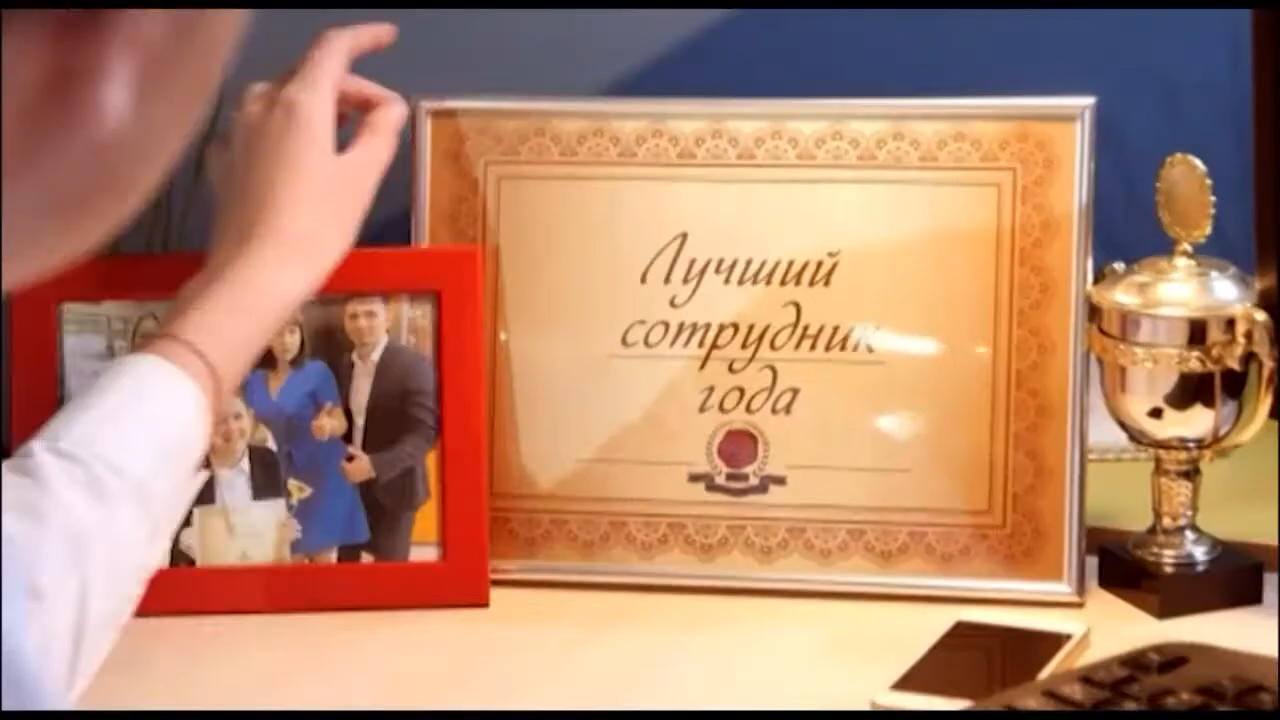 Лучший
сотрудник
года